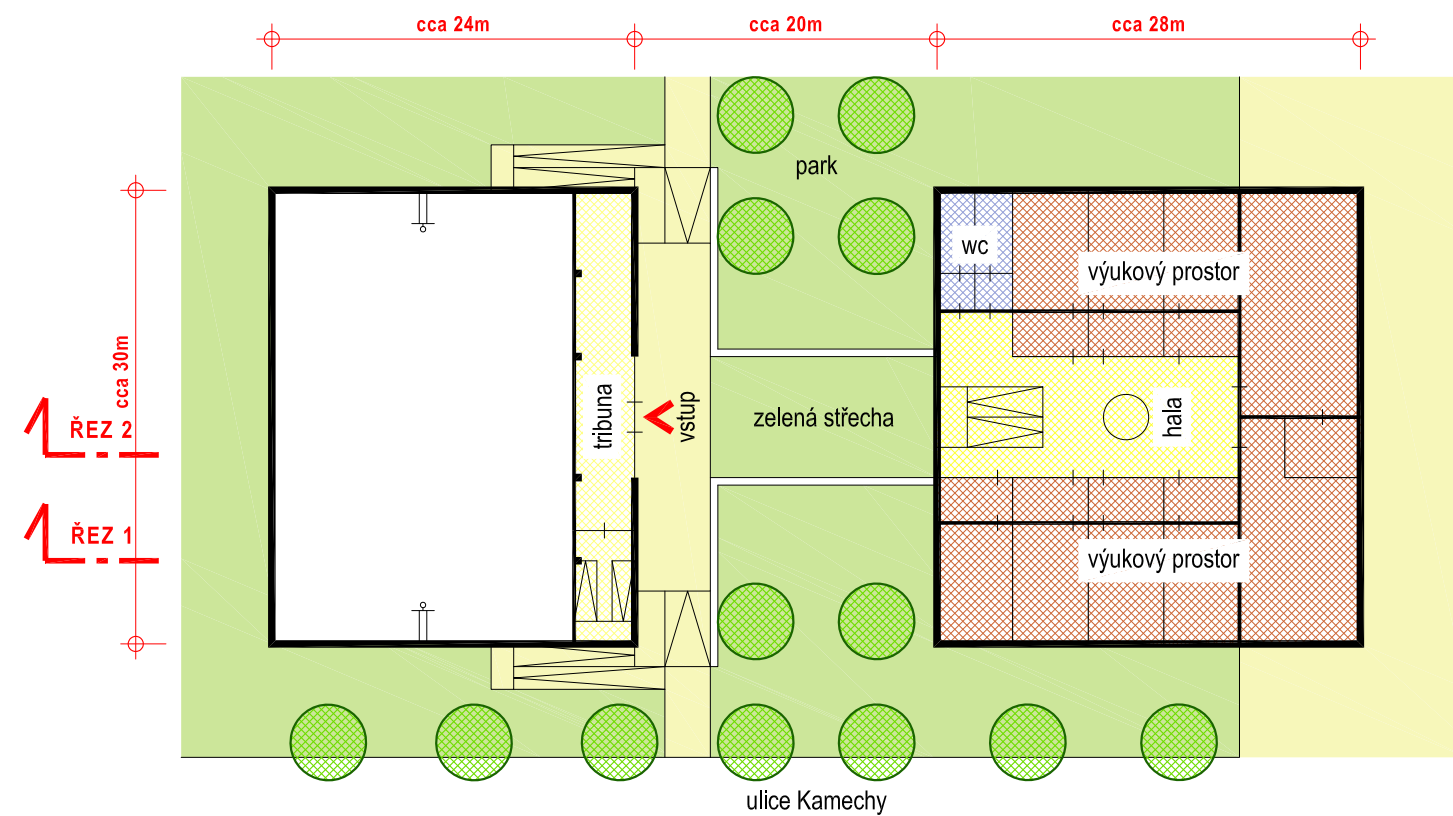 cca 24m
cca 20m
cca 28m
park
wc
výukový prostor
cca 30m
ŘEZ 2
tribuna
vstup
zelená střecha
hala
ŘEZ 1
výukový prostor
ulice Kamechy